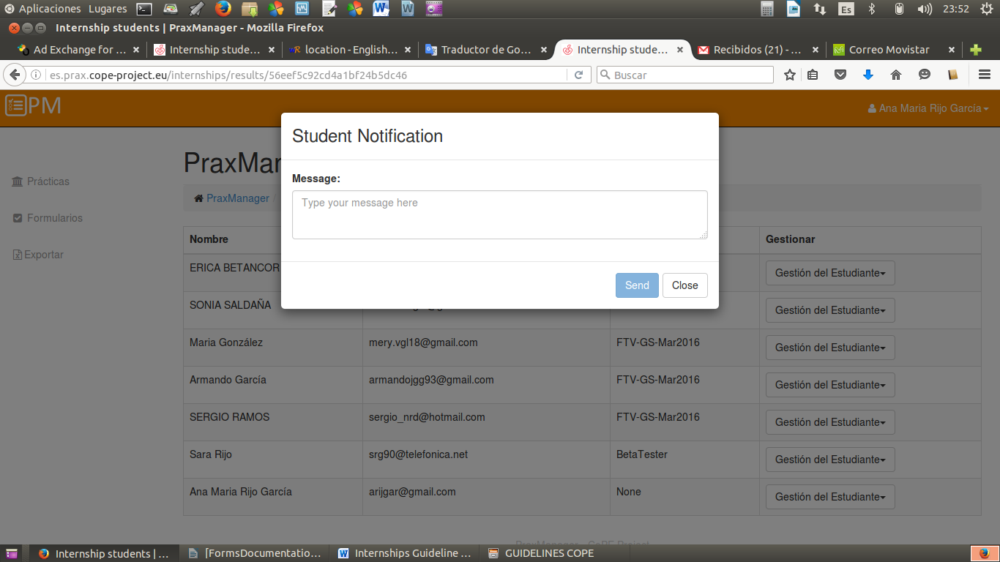 Aplicaciones Lugares Es 23:52
Internship students | PraxManager - Mozilla Firefox
Ad Exchange for ... Internship stude... location - English... Traductor de Go... Internship stude... Recibidos (21) - ... Correo Movistar
es.prax.cope-project.eu/internships/results/56eef5c92cd4a1bf24b5dc46 Buscar
PM Ana Maria Rijo García
Student Notification
Message:
Type your message here
Send Close
PraxMan
Prácticas
Formularios
Exportar
PraxManager
Nombre Gestionar
ERICA BETANCOR Gestión del Estudiante
SONIA SALDAÑA Gestión del Estudiante
Maria González mery.vgl18@gmail.com FTV-GS-Mar2016 Gestión del Estudiante
Armando García armandojgg93@gmail.com FTV-GS-Mar2016 Gestión del Estudiante
SERGIO RAMOS sergio_nrd@hotmail.com FTV-GS-Mar2016 Gestión del Estudiante
Sara Rijo srg90@telefonica.net BetaTester Gestión del Estudiante
Ana Maria Rijo García arijgar@gmail.com None Gestión del Estudiante
Internship students | ... [FormsDocumentatio... Internships Guideline ... GUIDELINES COPE